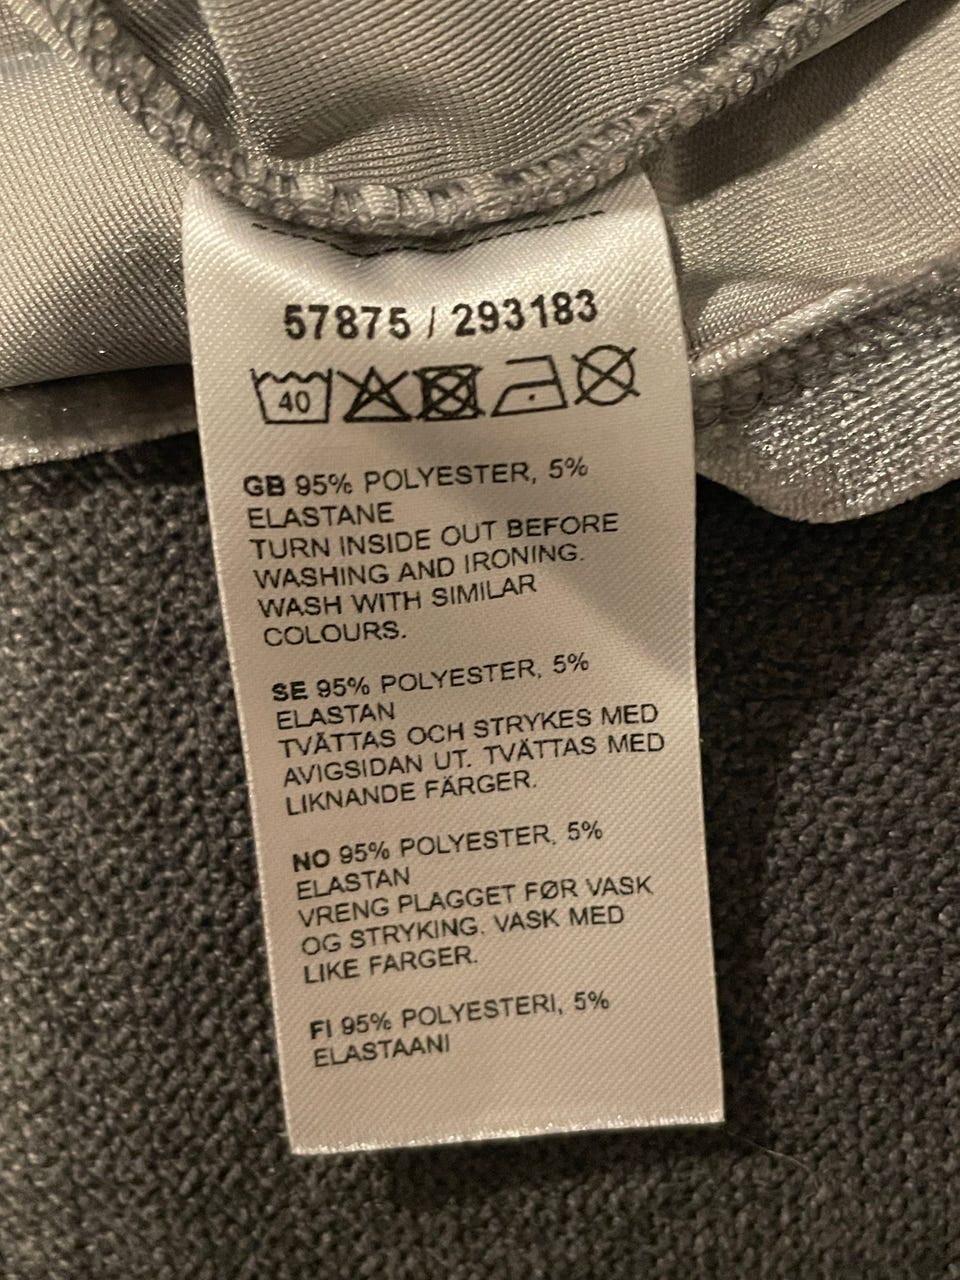 57875 / 293183
40
GB 95% POLYESTER, 5%
ELASTANE
TURN INSIDE OUT BEFORE
WASHING AND IRONING.
WASH WITH SIMILAR
COLOURS.
SE 95% POLYESTER, 5%
ELASTAN
TVÄTTAS OCH STRYKES MED
AVIGSIDAN UT. TVÄTTAS MED
LIKNANDE FÄRGER.
NO 95% POLYESTER, 5%
ELASTAN
VRENG PLAGGET FØR VASK
OG STRYKING. VASK MED
LIKE FARGER.
FI 95% POLYESTERI, 5%
ELASTAANI